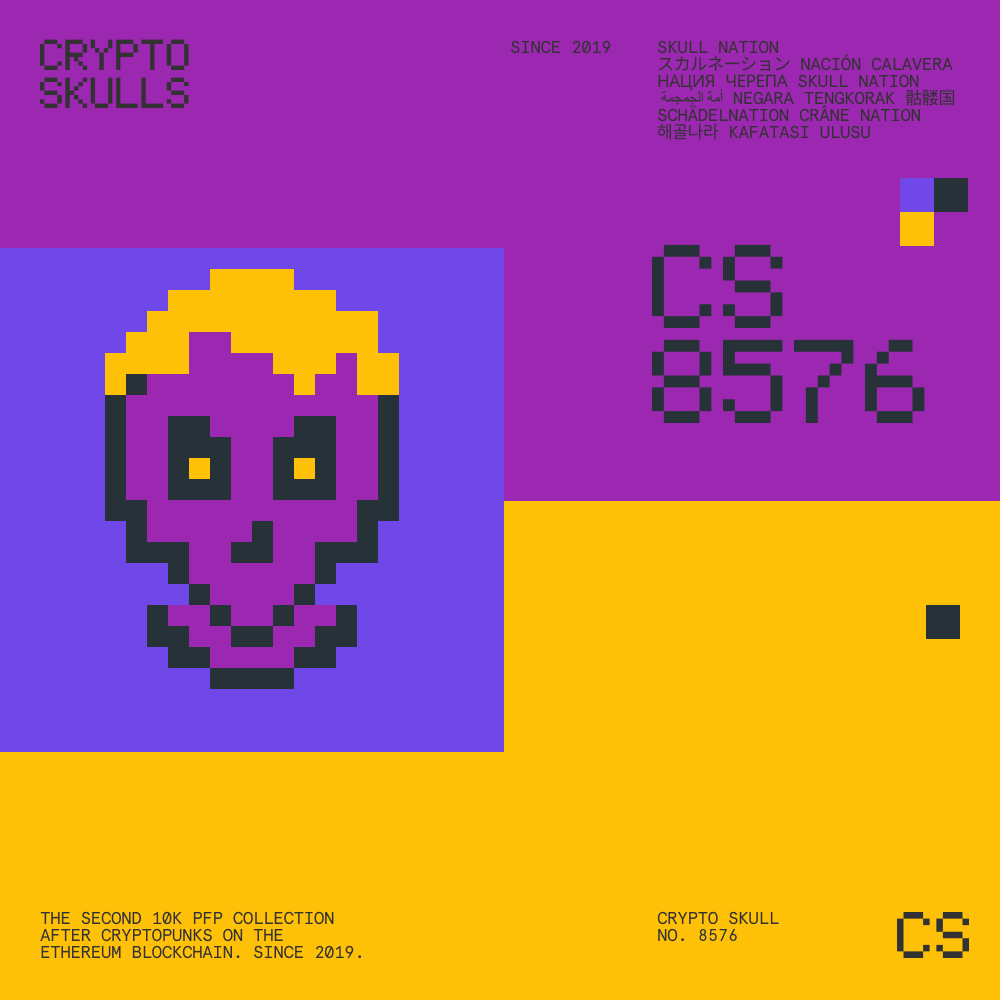 CRYPTO
SKULLS
SINCE 2019
SKULL NATION
スカルネーション NACIÓN CALAVERA
НАЦИЯ ЧЕРЕПА SKULL NATION
أمة الجمجمة NEGARA TENGKORAK 骷髅国
SCHÄDELNATION CRÂNE NATION
해골나라 KAFATASI ULUSU
CS
8576
THE SECOND 10K PFP COLLECTION
AFTER CRYPTOPUNKS ON THE
ETHEREUM BLOCKCHAIN. SINCE 2019.
CRYPTO SKULL
NO. 8576
CS